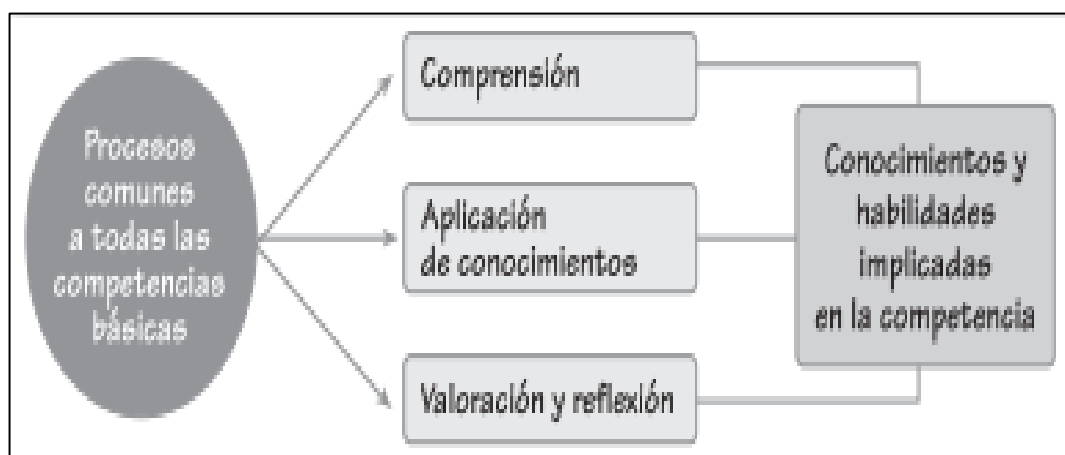 Procesos
comunes
a todas las
competencias
básicas
Comprensión
Aplicación
de conocimientos
Valoración y reflexión
Conocimientos y
habilidades
implicadas
en la competencia